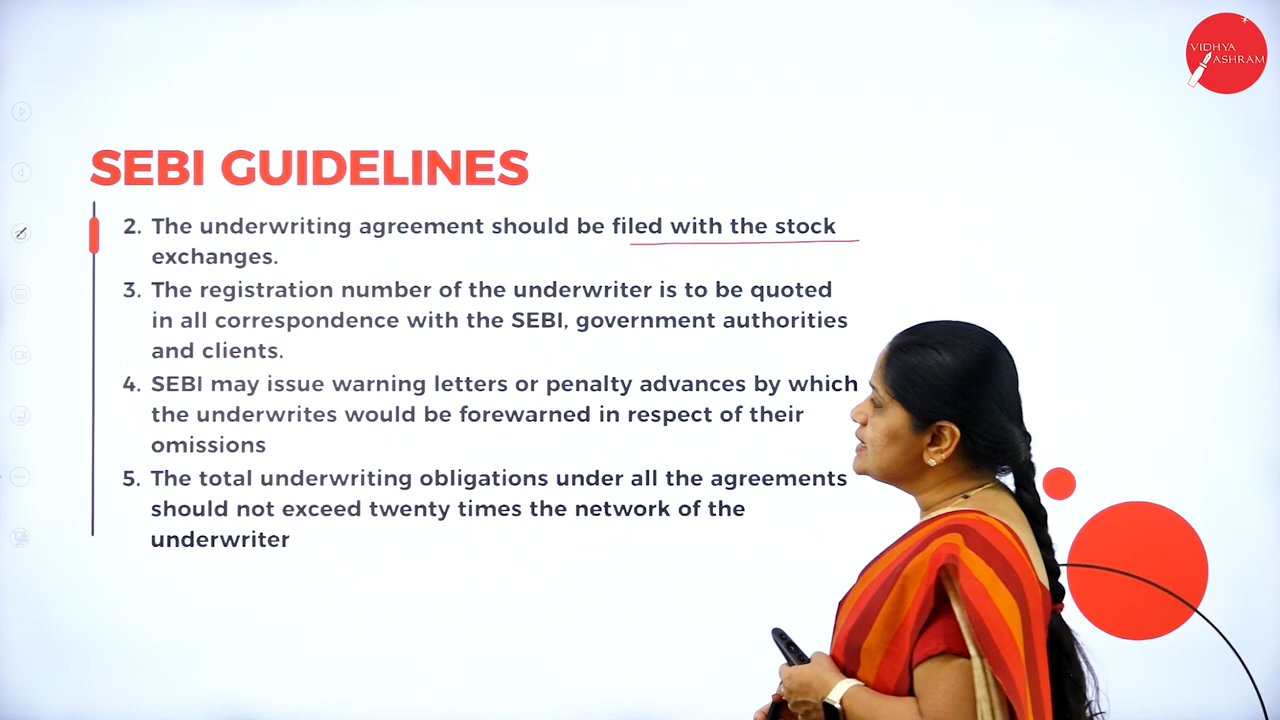 VIDHYA
ASHRAM
SEBI GUIDELINES
2. The underwriting agreement should be filed with the stock
exchanges.
3. The registration number of the underwriter is to be quoted
in all correspondence with the SEBI, government authorities
and clients.
4. SEBI may issue warning letters or penalty advances by which
the underwrites would be forewarned in respect of their
omissions
5. The total underwriting obligations under all the agreements
should not exceed twenty times the network of the
underwriter